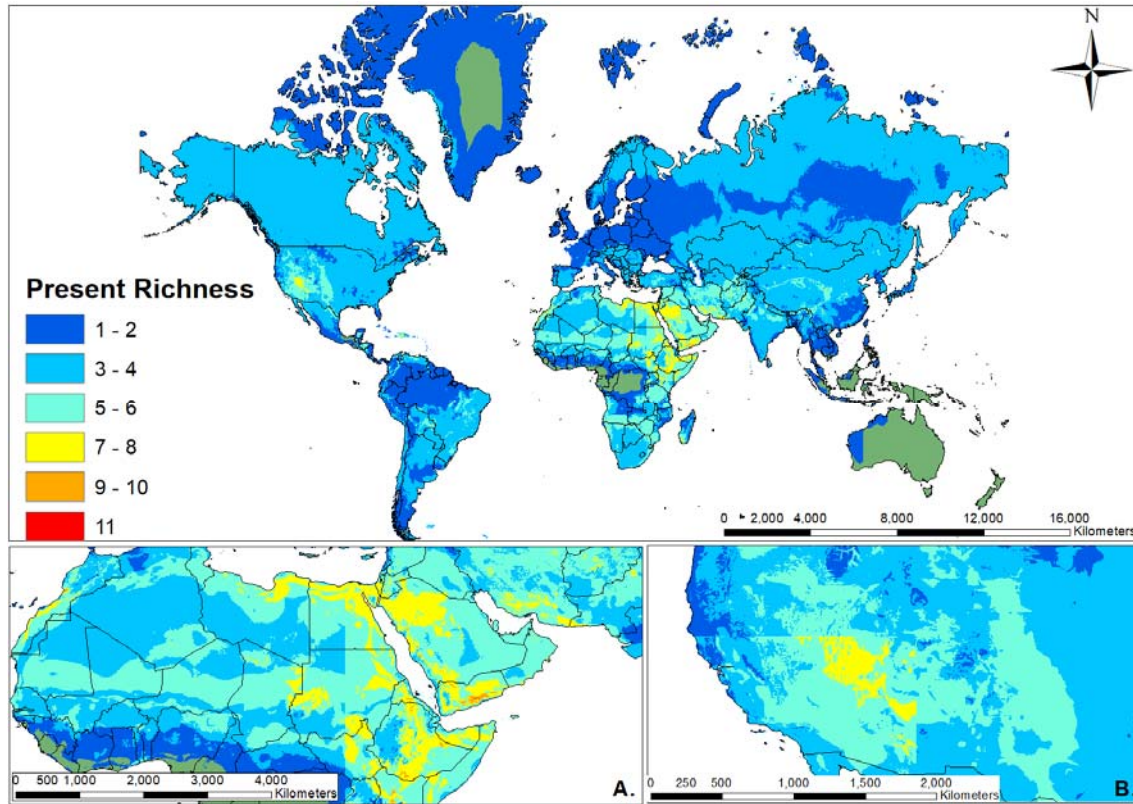 N
Present Richness
1 - 2
3 - 4
5 - 6
7 - 8
9 - 10
11
0 2,000 4,000 8,000 12,000 16,000
Kilometers
0 500 1,000 2,000 3,000 4,000
Kilometers
A.
0 250 500 1,000 1,500 2,000
Kilometers
B